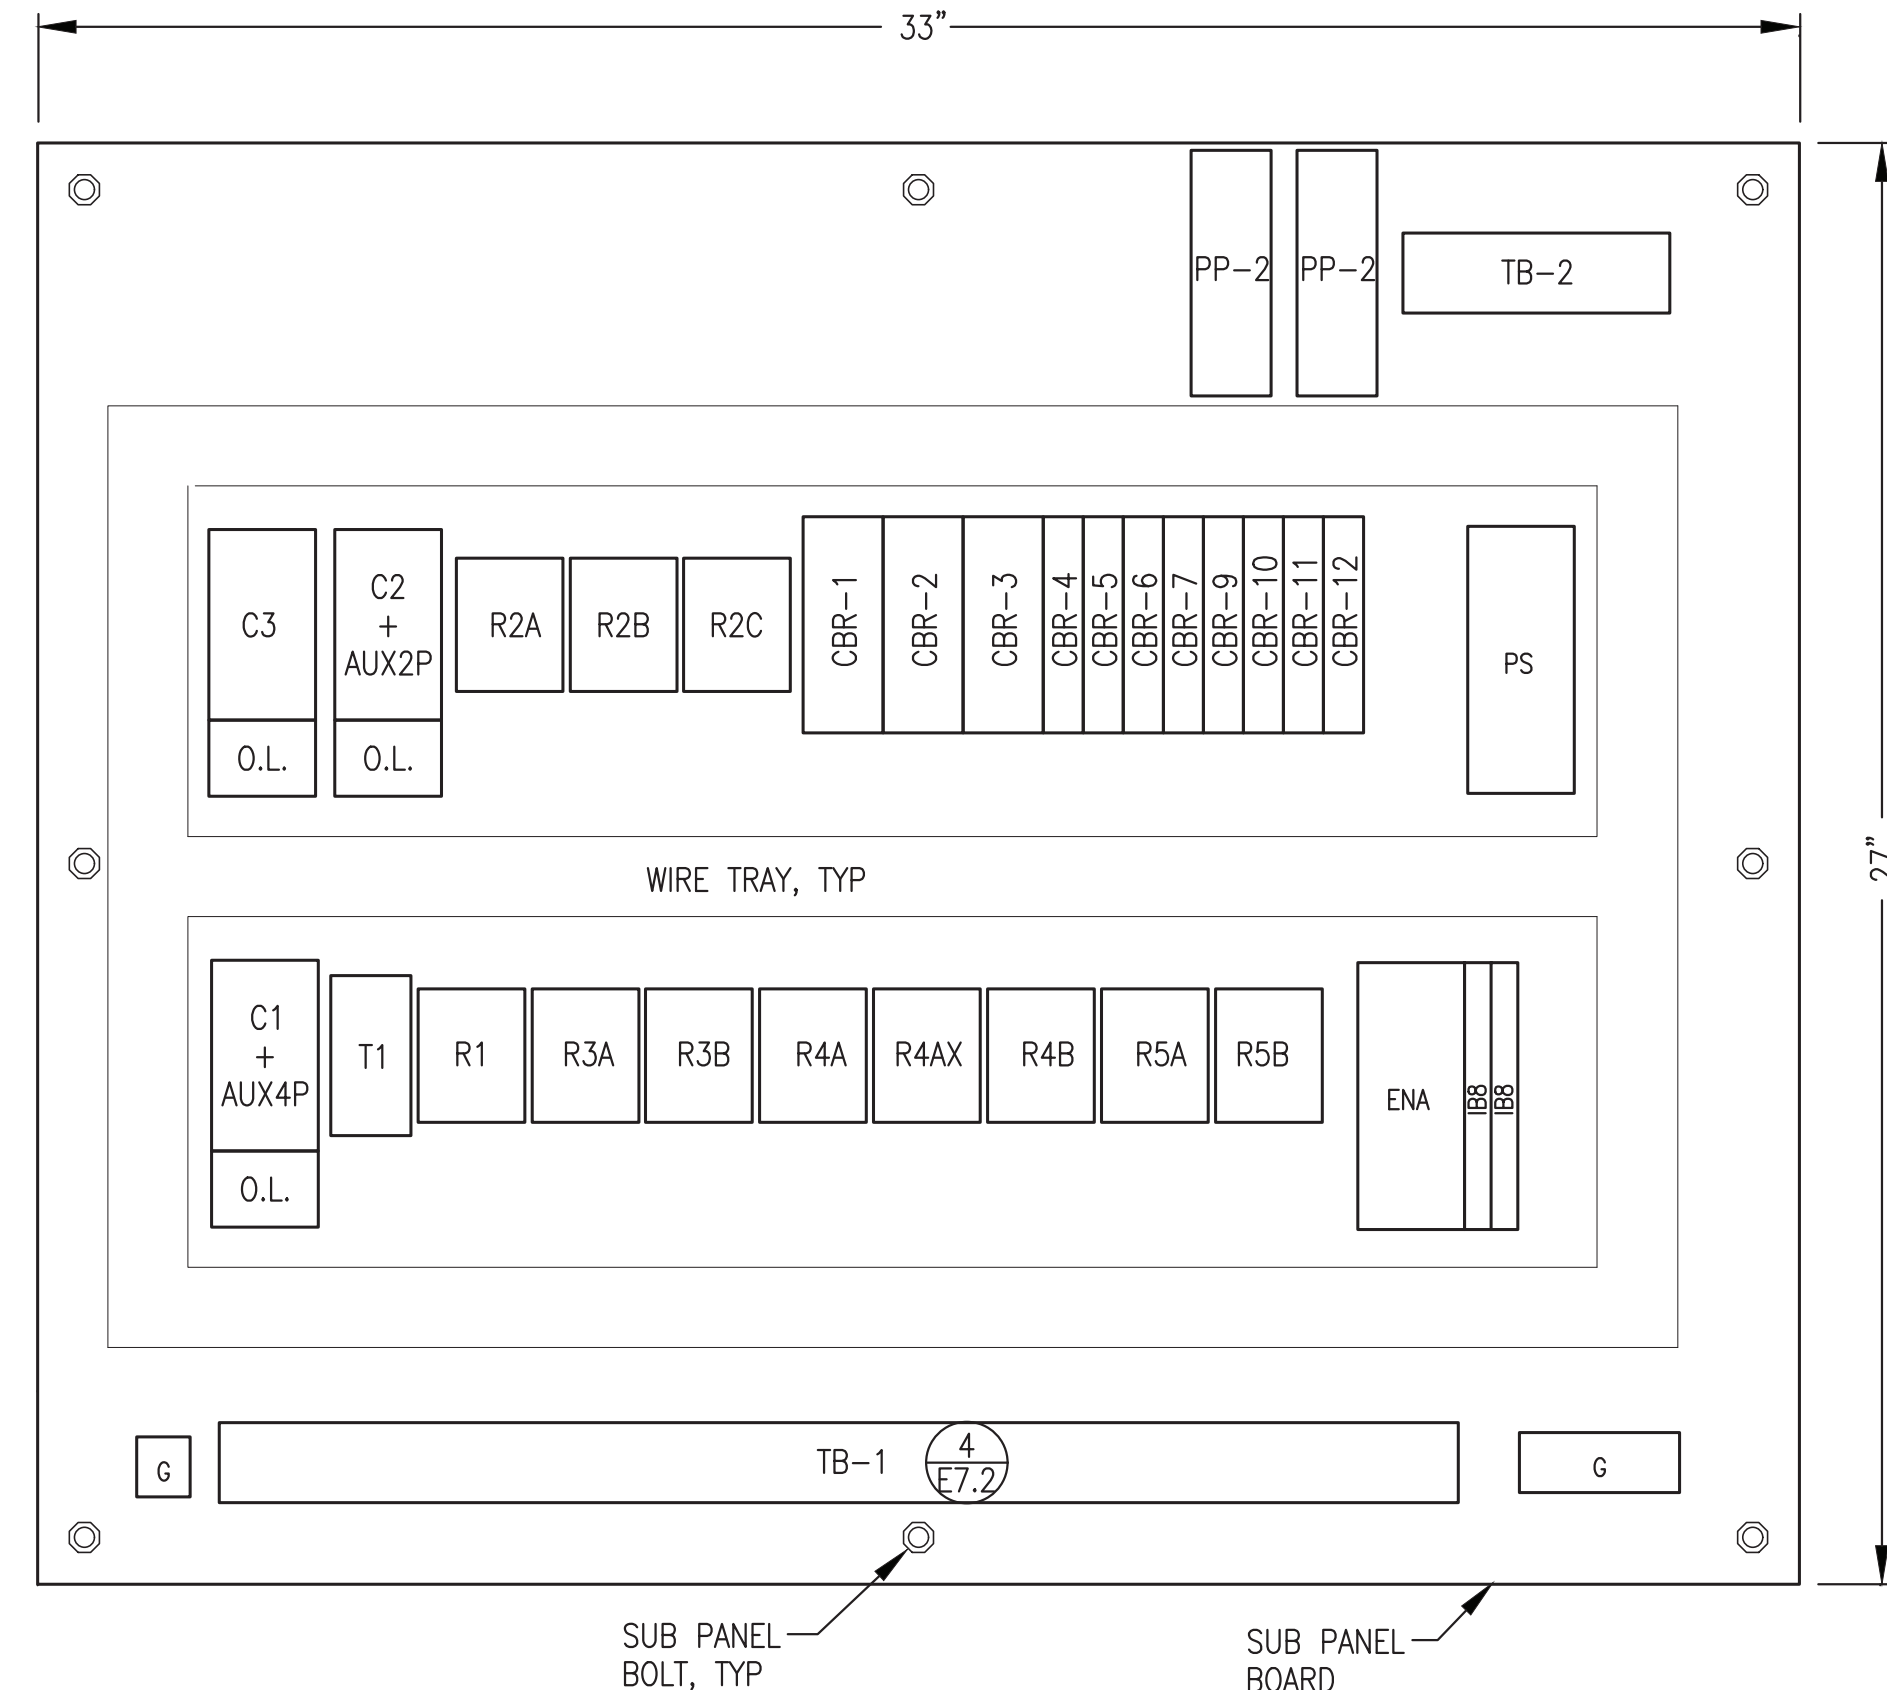 33"
PP-2
PP-2
TB-2
C3
O.L.
C2
+
AUX2P
O.L.
R2A
R2B
R2C
CBR-1
CBR-2
CBR-3
CBR-4
CBR-5
CBR-6
CBR-7
CBR-9
CBR-10
CBR-11
CBR-12
PS
27"
WIRE TRAY, TYP
C1
+
AUX4P
O.L.
T1
R1
R3A
R3B
R4A
R4AX
R4B
R5A
R5B
ENA
IB8
IB8
G
TB-1
4
E7.2
G
SUB PANEL
BOLT, TYP
SUB PANEL
BOARD